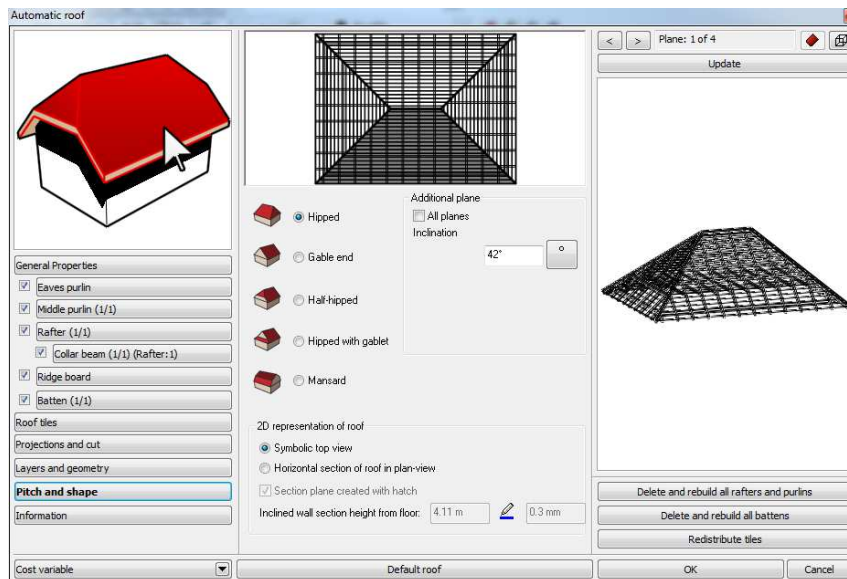 Automatic roof
General Properties
Eaves purlin
Middle purlin (1/1)
Rafter (1/1)
Collar beam (1/1) (Rafter:1)
Ridge board
Batten (1/1)
Roof tiles
Projections and cut
Layers and geometry
Pitch and shape
Information
Cost variable
Hipped
Gable end
Half-hipped
Hipped with gablet
Mansard
Additional plane
All planes
Inclination
42° °
2D representation of roof
Symbolic top view
Horizontal section of roof in plan-view
Section plane created with hatch
Inclined wall section height from floor: 4.11 m 0.3 mm
Default roof
< > Plane: 1 of 4
Update
Delete and rebuild all rafters and purlins
Delete and rebuild all battens
Redistribute tiles
OK Cancel